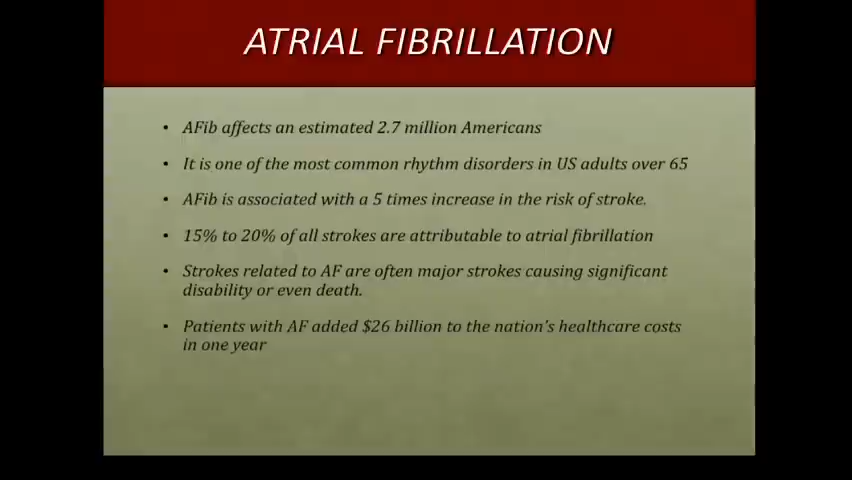 ATRIAL FIBRILLATION
• AFib affects an estimated 2.7 million Americans
• It is one of the most common rhythm disorders in US adults over 65
• AFib is associated with a 5 times increase in the risk of stroke.
• 15% to 20% of all strokes are attributable to atrial fibrillation
• Strokes related to AF are often major strokes causing significant
disability or even death.
• Patients with AF added $26 billion to the nation's healthcare costs
in one year